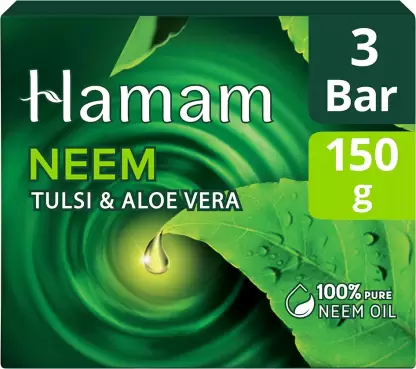 Hamam
NEEM
TULSI & ALOE VERA
3
Bar
150
g
100% PURE
NEEM OIL